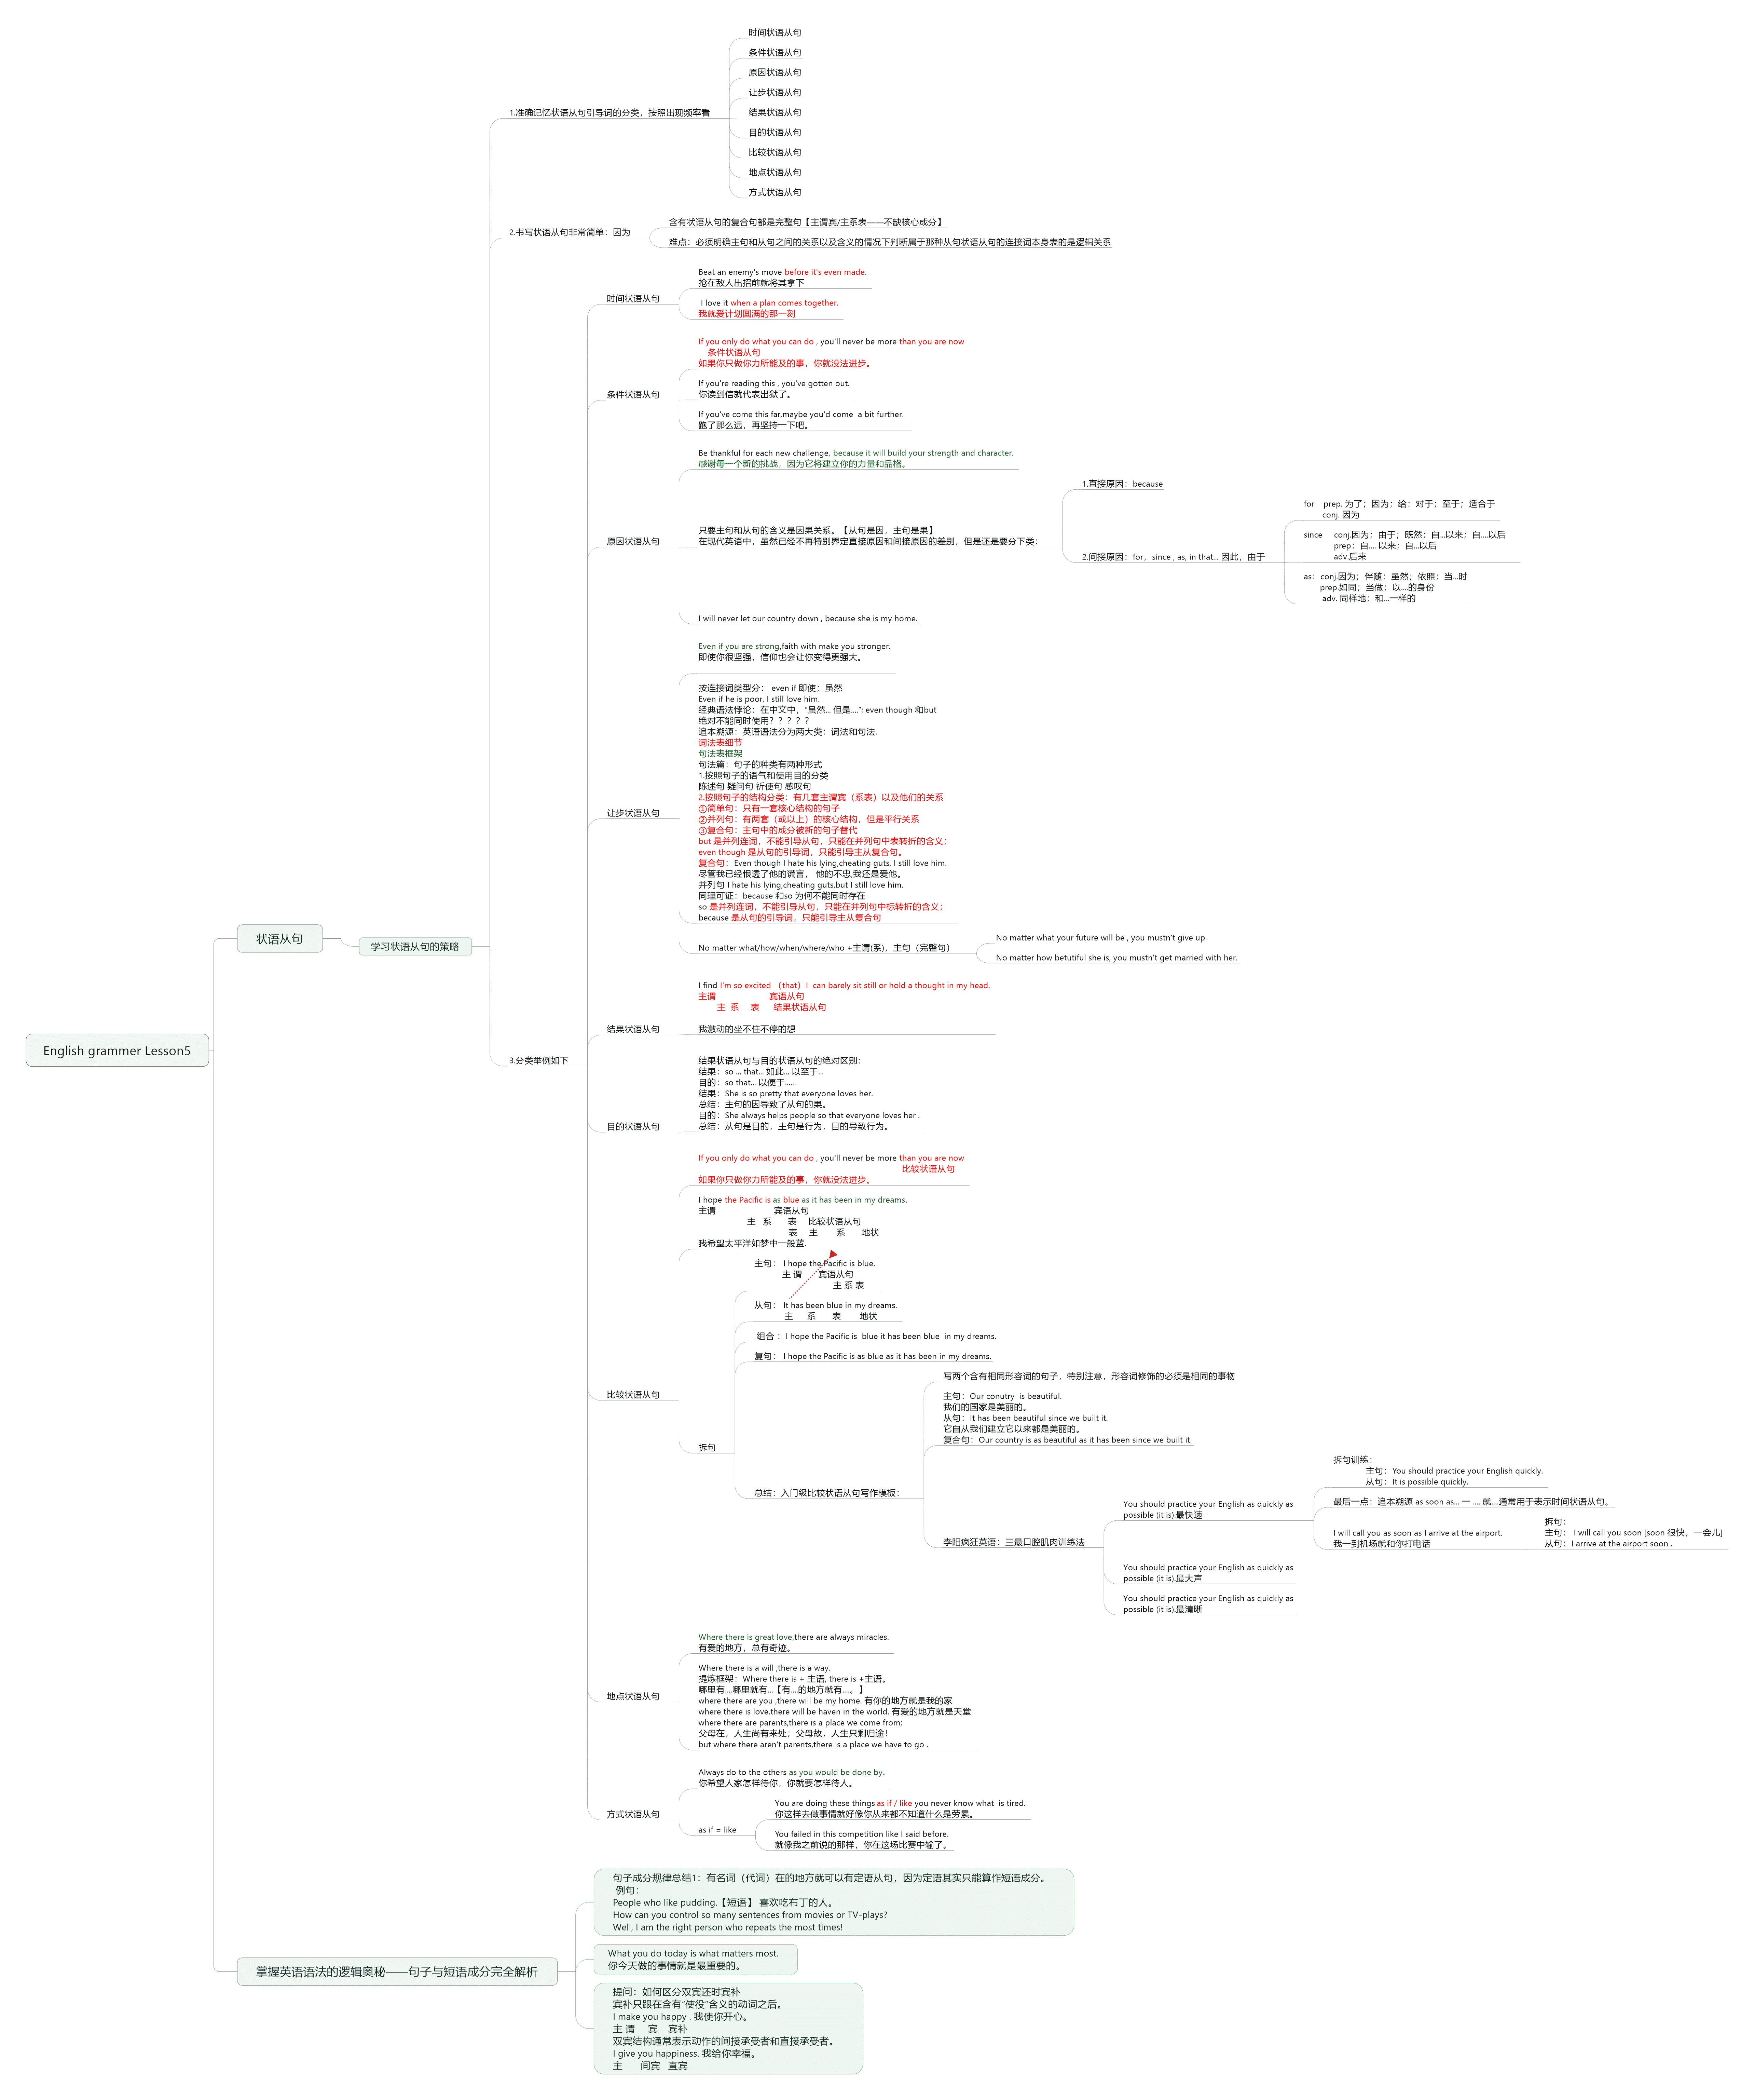 English grammer Lesson5
状语从句
学习状语从句的策略
1.准确记忆状语从句引导词的分类，按照出现频率看
时间状语从句
条件状语从句
原因状语从句
让步状语从句
结果状语从句
目的状语从句
比较状语从句
地点状语从句
方式状语从句
2.书写状语从句非常简单：因为
含有状语从句的复合句都是完整句【主谓宾/主系表——不缺核心成分】
难点：必须明确主句和从句之间的关系以及含义的情况下判断属于那种从句状语从句的连接词本身表的是逻辑关系
3.分类举例如下
时间状语从句
Beat an enemy's move before it's even made.
抢在敌人出招前就将其拿下
I love it when a plan comes together.
我就爱计划圆满的那一刻
条件状语从句
If you only do what you can do , you'll never be more than you are now
条件状语从句
如果你只做你力所能及的事，你就没法进步。
If you're reading this , you've gotten out.
你读到信就代表出狱了。
If you've come this far,maybe you'd come  a bit further.
跑了那么远，再坚持一下吧。
原因状语从句
Be thankful for each new challenge, because it will build your strength and character.
感谢每一个新的挑战，因为它将建立你的力量和品格。
只要主句和从句的含义是因果关系。【从句是因，主句是果】
在现代英语中，虽然已经不再特别界定直接原因和间接原因的差别，但是还是要分下类：
1.直接原因：because
2.间接原因：for，since , as, in that... 因此，由于
for    prep. 为了；因为；给：对于；至于；适合于
conj. 因为
since     conj.因为；由于；既然；自...以来；自....以后
prep：自.... 以来；自...以后
adv.后来
as：conj.因为；伴随；虽然；依照；当...时
prep.如同；当做；以....的身份
adv. 同样地；和...一样的
I will never let our country down , because she is my home.
让步状语从句
Even if you are strong,faith with make you stronger.
即使你很坚强，信仰也会让你变得更强大。
按连接词类型分： even if 即使；虽然
Even if he is poor, I still love him.
经典语法悖论：在中文中，“虽然... 但是....”; even though 和but
绝对不能同时使用？？？？？
追本溯源：英语语法分为两大类：词法和句法.
词法表细节
句法表框架
句法篇：句子的种类有两种形式
1.按照句子的语气和使用目的分类
陈述句 疑问句 祈使句 感叹句
2.按照句子的结构分类：有几套主谓宾（系表）以及他们的关系
①简单句：只有一套核心结构的句子
②并列句：有两套（或以上）的核心结构，但是平行关系
③复合句：主句中的成分被新的句子替代
but 是并列连词，不能引导从句，只能在并列句中表转折的含义；
even though 是从句的引导词，只能引导主从复合句。
复合句：Even though I hate his lying,cheating guts, I still love him.
尽管我已经恨透了他的谎言， 他的不忠,我还是爱他。
并列句 I hate his lying,cheating guts,but I still love him.
同理可证：because 和so 为何不能同时存在
so 是并列连词，不能引导从句，只能在并列句中标转折的含义；
because 是从句的引导词，只能引导主从复合句
No matter what/how/when/where/who +主谓(系)，主句（完整句）
No matter what your future will be , you mustn't give up.
No matter how betutiful she is, you mustn't get married with her.
结果状语从句
I find I'm so excited （that）I  can barely sit still or hold a thought in my head.
主谓 宾语从句
主 系 表 结果状语从句
我激动的坐不住不停的想
目的状语从句
结果状语从句与目的状语从句的绝对区别：
结果：so ... that... 如此... 以至于...
目的：so that... 以便于......
结果：She is so pretty that everyone loves her.
总结：主句的因导致了从句的果。
目的：She always helps people so that everyone loves her .
总结：从句是目的，主句是行为，目的导致行为。
比较状语从句
If you only do what you can do , you'll never be more than you are now
比较状语从句
如果你只做你力所能及的事，你就没法进步。
I hope the Pacific is as blue as it has been in my dreams.
主谓 宾语从句
主 系 表 比较状语从句
表 主 系 地状
我希望太平洋如梦中一般蓝.
拆句
主句： I hope the Pacific is blue.
主 谓 宾语从句
主 系 表
从句： It has been blue in my dreams.
主 系 表 地状
组合 ：I hope the Pacific is  blue it has been blue  in my dreams.
复句： I hope the Pacific is as blue as it has been in my dreams.
总结：入门级比较状语从句写作模板：
写两个含有相同形容词的句子，特别注意，形容词修饰的必须是相同的事物
主句：Our conutry  is beautiful.
我们的国家是美丽的。
从句：It has been beautiful since we built it.
它自从我们建立它以来都是美丽的。
复合句：Our country is as beautiful as it has been since we built it.
李阳疯狂英语：三最口腔肌肉训练法
You should practice your English as quickly as
possible (it is).最快速
拆句训练：
主句：You should practice your English quickly.
从句：It is possible quickly.
最后一点：追本溯源 as soon as... 一 .... 就....通常用于表示时间状语从句。
I will call you as soon as I arrive at the airport.
我一到机场就和你打电话
拆句：
主句： I will call you soon [soon 很快，一会儿]
从句：I arrive at the airport soon .
You should practice your English as quickly as
possible (it is).最大声
You should practice your English as quickly as
possible (it is).最清晰
地点状语从句
Where there is great love,there are always miracles.
有爱的地方，总有奇迹。
Where there is a will ,there is a way.
提炼框架：Where there is + 主语, there is +主语。
哪里有....哪里就有...【有....的地方就有....。】
where there are you ,there will be my home. 有你的地方就是我的家
where there is love,there will be haven in the world. 有爱的地方就是天堂
where there are parents,there is a place we come from;
父母在，人生尚有来处；父母故，人生只剩归途！
but where there aren't parents,there is a place we have to go .
方式状语从句
Always do to the others as you would be done by.
你希望人家怎样待你，你就要怎样待人。
as if = like
You are doing these things as if / like you never know what  is tired.
你这样去做事情就好像你从来都不知道什么是劳累。
You failed in this competition like I said before.
就像我之前说的那样，你在这场比赛中输了。
掌握英语语法的逻辑奥秘——句子与短语成分完全解析
句子成分规律总结1：有名词（代词）在的地方就可以有定语从句，因为定语其实只能算作短语成分。
例句：
People who like pudding.【短语】 喜欢吃布丁的人。
How can you control so many sentences from movies or TV-plays?
Well, I am the right person who repeats the most times!
What you do today is what matters most.
你今天做的事情就是最重要的。
提问：如何区分双宾还时宾补
宾补只跟在含有“使役”含义的动词之后。
I make you happy . 我使你开心。
主 谓 宾 宾补
双宾结构通常表示动作的间接承受者和直接承受者。
I give you happiness. 我给你幸福。
主 间宾 直宾